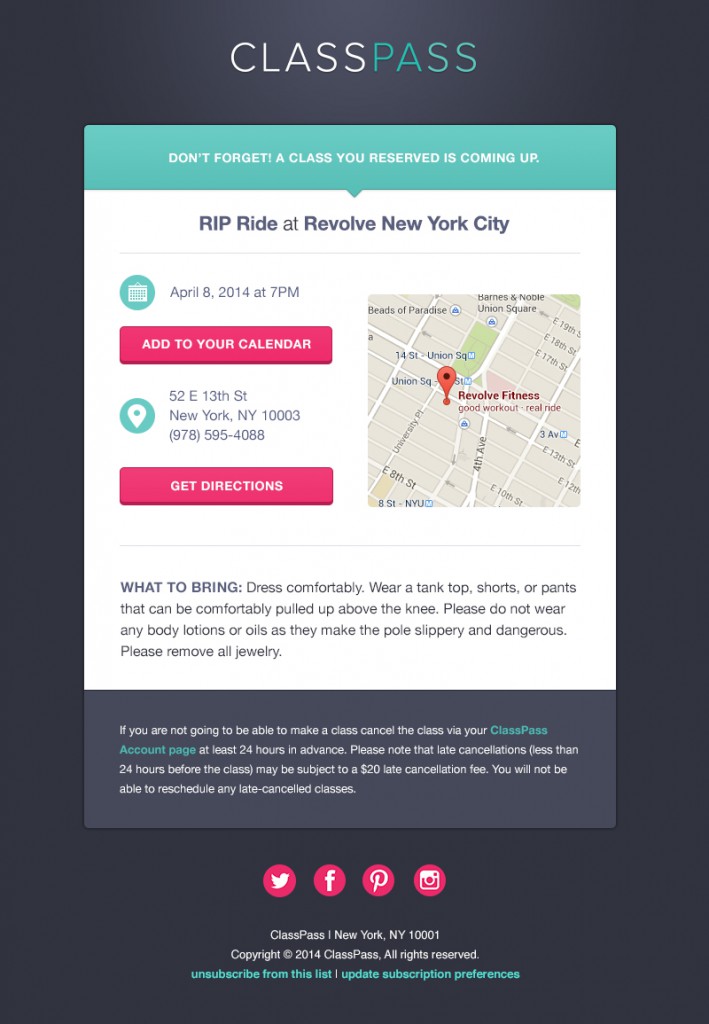 CLASSPASS
DON'T FORGET! A CLASS YOU RESERVED IS COMING UP.
RIP Ride at Revolve New York City
April 8, 2014 at 7PM
ADD TO YOUR CALENDAR
52 E 13th St
New York, NY 10003
(978) 595-4088
GET DIRECTIONS
Barnes & Noble
Union Square
Beads of Paradise
E 19th S
E 18th St
E 17th St
a
14 St - Union Sq
Union Sq
St
Revolve Fitness
good workout · real ride
University Pl
4th Ave
3 Av
E 8th St
E 10th St
E 11th St
8 St - NYU
WHAT TO BRING: Dress comfortably. Wear a tank top, shorts, or pants
that can be comfortably pulled up above the knee. Please do not wear
any body lotions or oils as they make the pole slippery and dangerous.
Please remove all jewelry.
If you are not going to be able to make a class cancel the class via your ClassPass
Account page at least 24 hours in advance. Please note that late cancellations (less than
24 hours before the class) may be subject to a $20 late cancellation fee. You will not be
able to reschedule any late-cancelled classes.
ClassPass | New York, NY 10001
Copyright © 2014 ClassPass, All rights reserved.
unsubscribe from this list | update subscription preferences